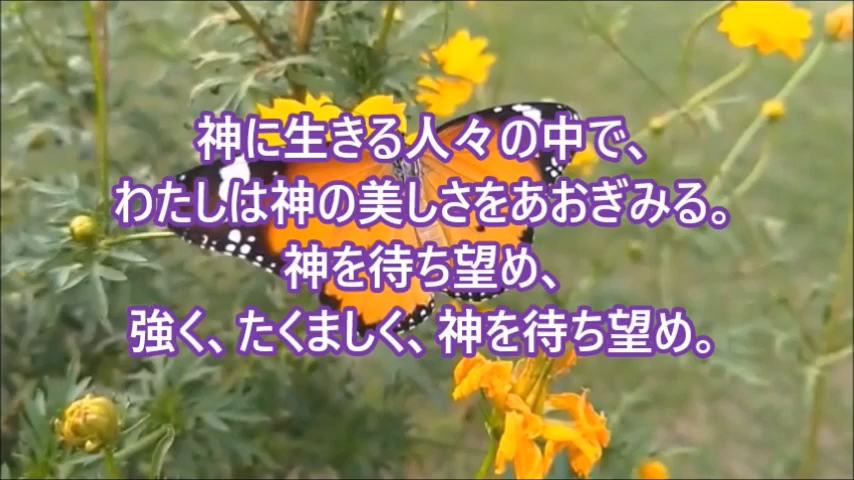 神に生きる人々の中で、
わたしは神の美しさをあおぎみる。
神を待ち望め、
強く、たくましく、神を待ち望め。